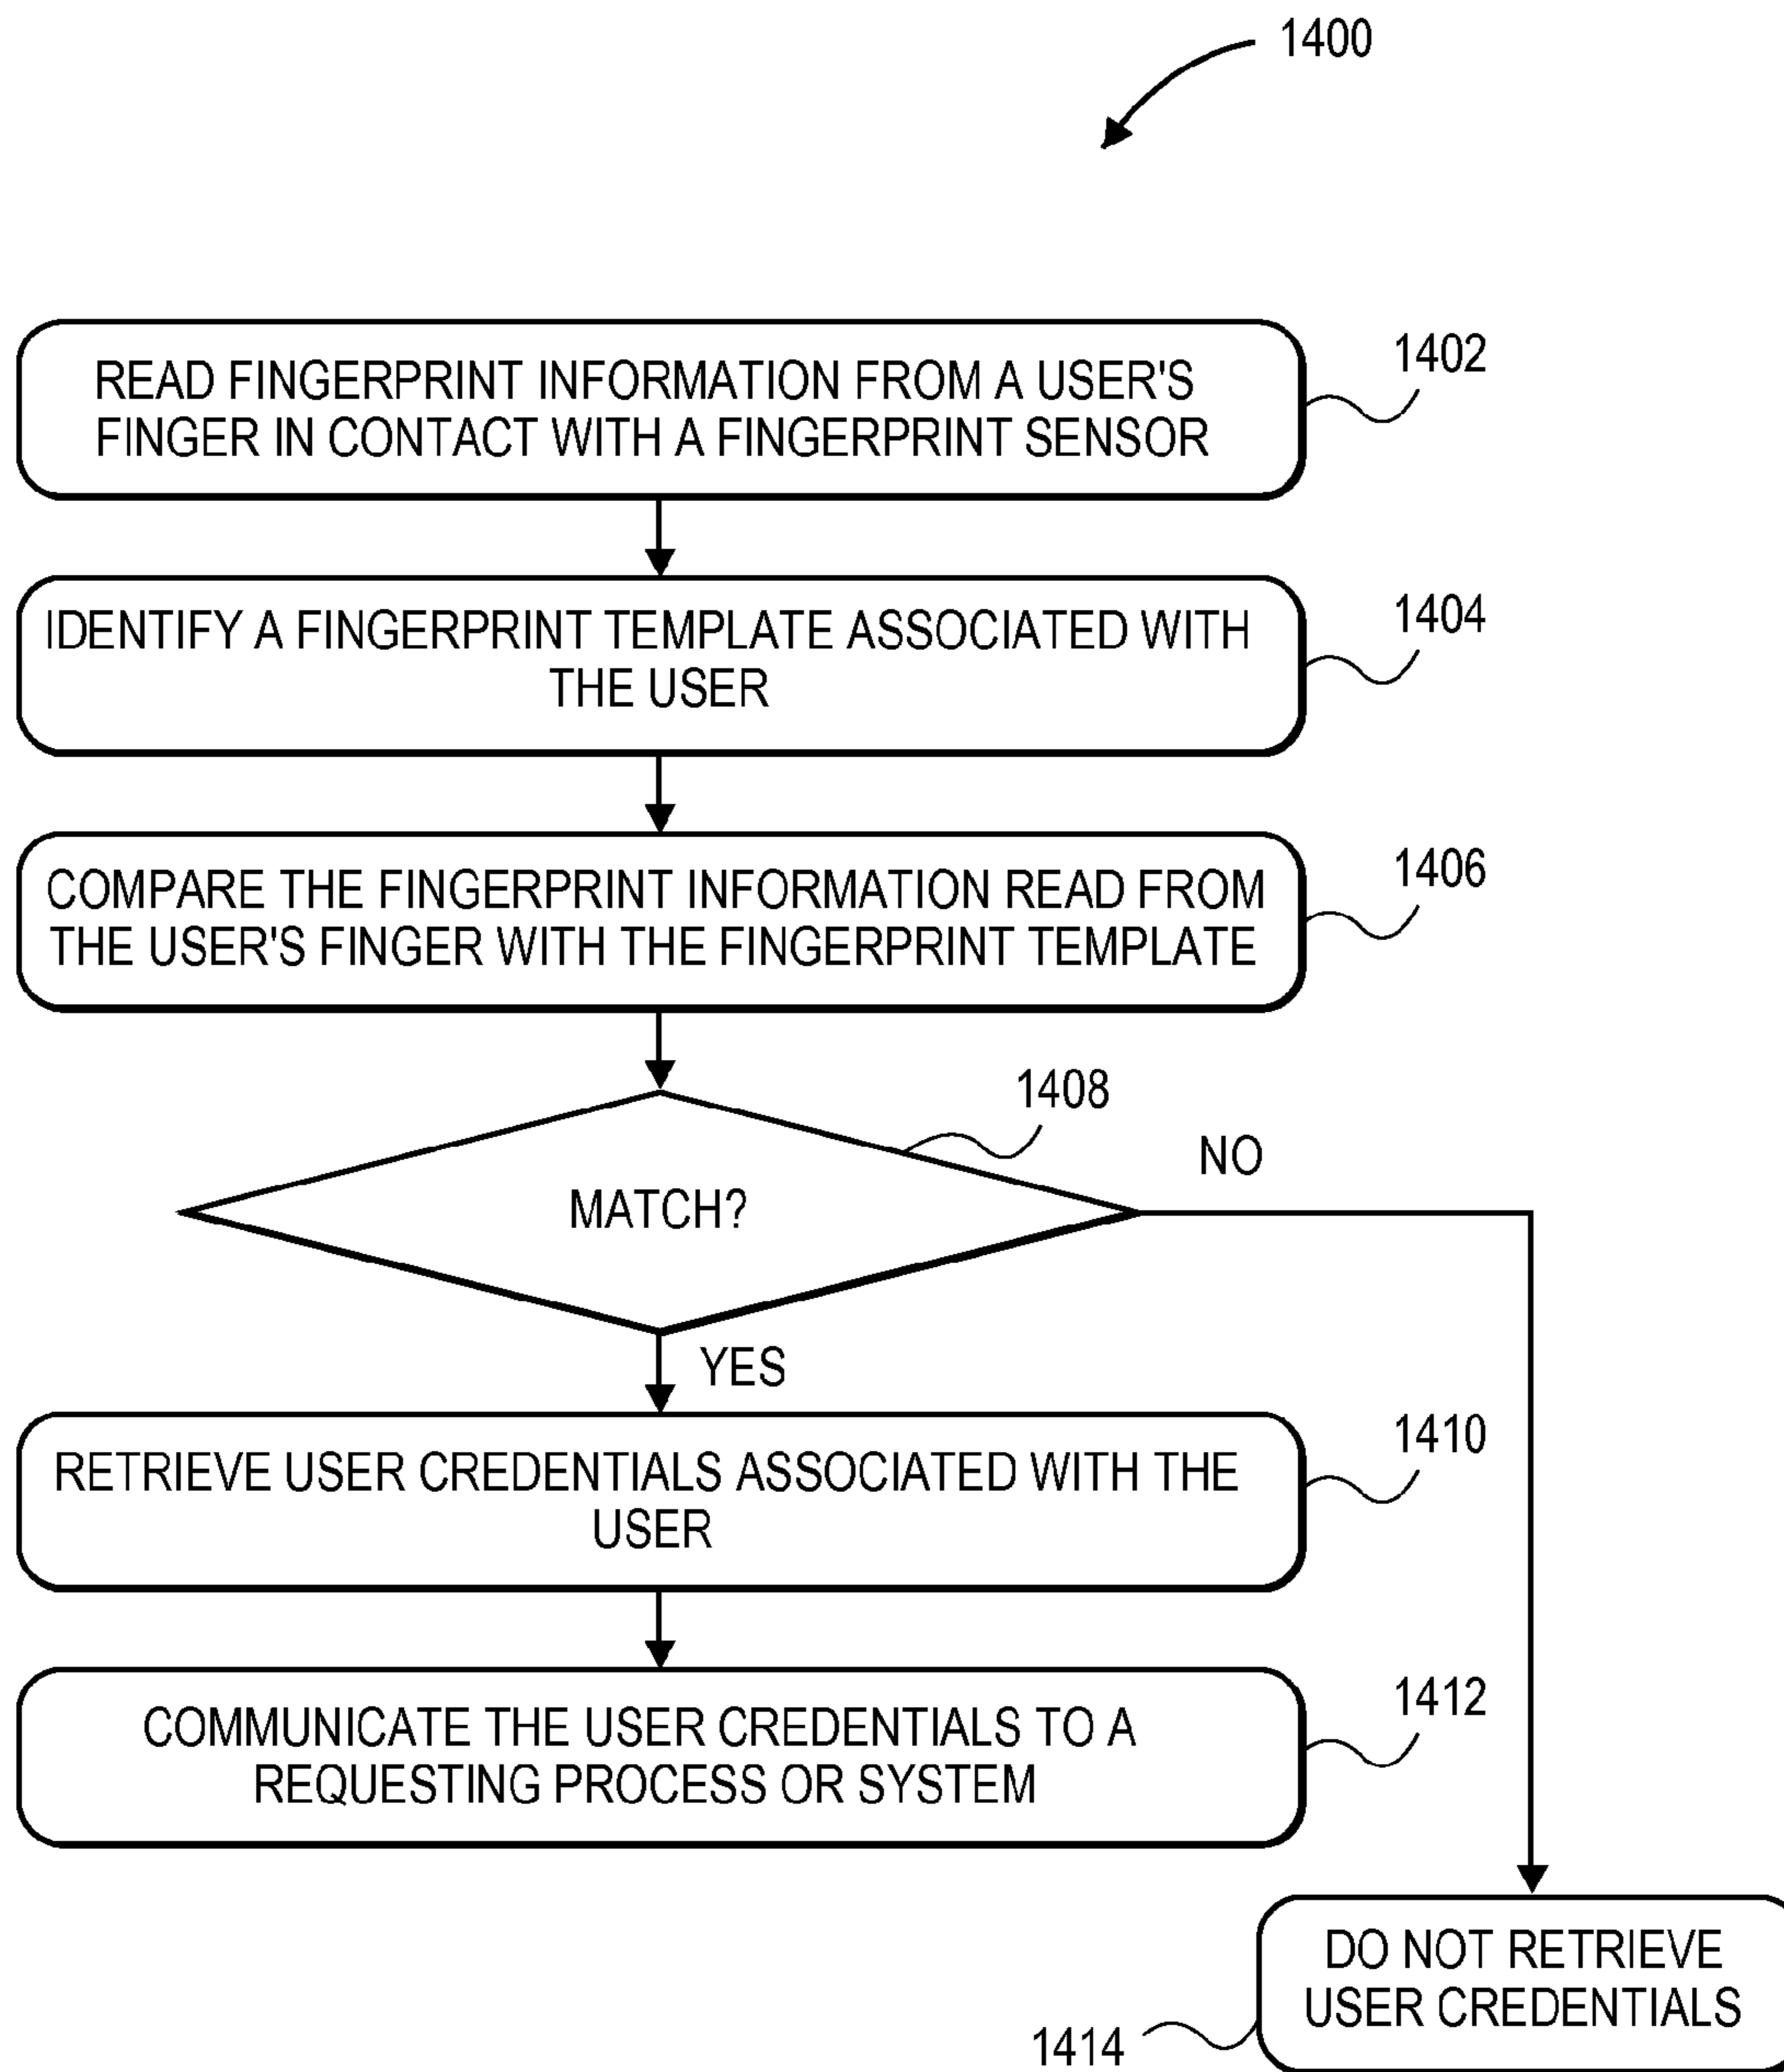 1400
READ FINGERPRINT INFORMATION FROM A USER'S
FINGER IN CONTACT WITH A FINGERPRINT SENSOR
1402
IDENTIFY A FINGERPRINT TEMPLATE ASSOCIATED WITH
THE USER
1404
COMPARE THE FINGERPRINT INFORMATION READ FROM
THE USER'S FINGER WITH THE FINGERPRINT TEMPLATE
1406
1408
MATCH?
NO
YES
RETRIEVE USER CREDENTIALS ASSOCIATED WITH THE
USER
1410
COMMUNICATE THE USER CREDENTIALS TO A
REQUESTING PROCESS OR SYSTEM
1412
DO NOT RETRIEVE
USER CREDENTIALS
1414